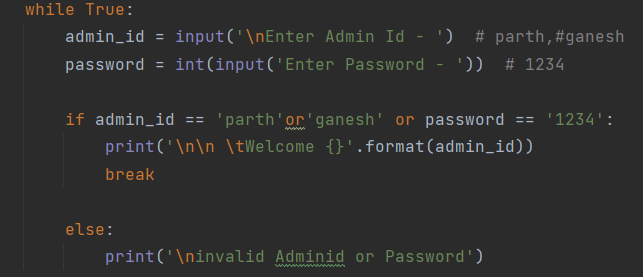 while True:
    admin_id = input('\nEnter Admin Id - ')  # parth,#ganesh
    password = int(input('Enter Password - '))  # 1234
    if admin_id == 'parth'or'ganesh' or password == '1234':
        print('\n\n \tWelcome {}'.format(admin_id))
        break
    else:
        print('\ninvalid Adminid or Password')